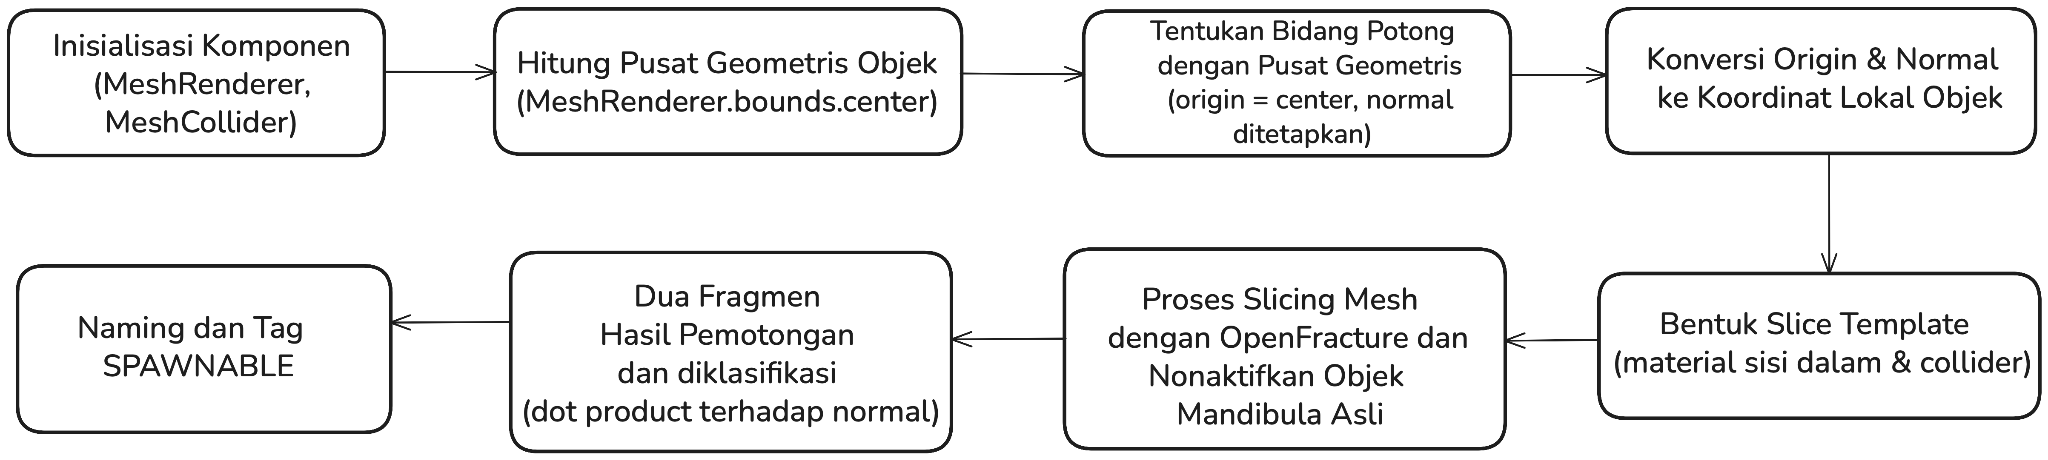 Inisialisasi Komponen
(MeshRenderer,
MeshCollider)
Hitung Pusat Geometris Objek
(MeshRenderer.bounds.center)
Tentukan Bidang Potong
dengan Pusat Geometris
(origin = center, normal
ditetapkan)
Konversi Origin & Normal
ke Koordinat Lokal Objek
Bentuk Slice Template
(material sisi dalam & collider)
Proses Slicing Mesh
dengan OpenFracture dan
Nonaktifkan Objek
Mandibula Asli
Dua Fragmen
Hasil Pemotongan
dan diklasifikasi
(dot product terhadap normal)
Naming dan Tag
SPAWNABLE